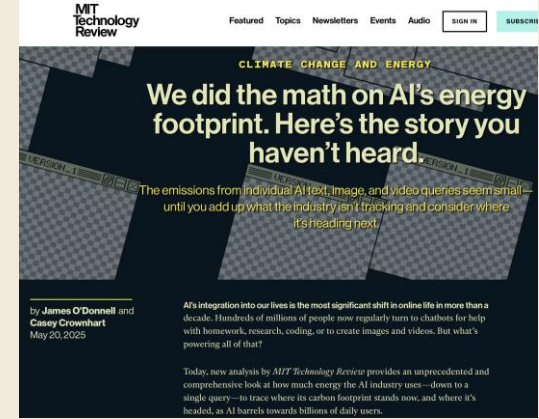 MIT
Technology
Review
Featured Topics Newsletters Events Audio SIGN IN
CLIMATE CHANGE AND ENERGY
We did the math on AI's energy
footprint. Here's the story you
haven't heard.
The emissions from individual AI text, image, and video queries seem small—
until you add up what the industry isn't tracking and consider where
it's heading next.
VERSION_1
VERSION_1
VERSION_1
by James O'Donnell and
Casey Crownhart
May 20, 2025
AI's integration into our lives is the most significant shift in online life in more than a
decade. Hundreds of millions of people now regularly turn to chatbots for help
with homework, research, coding, or to create images and videos. But what's
powering all of that?
Today, new analysis by MIT Technology Review provides an unprecedented and
comprehensive look at how much energy the AI industry uses—down to a
single query—to trace where its carbon footprint stands now, and where it's
headed, as AI barrels towards billions of daily users.